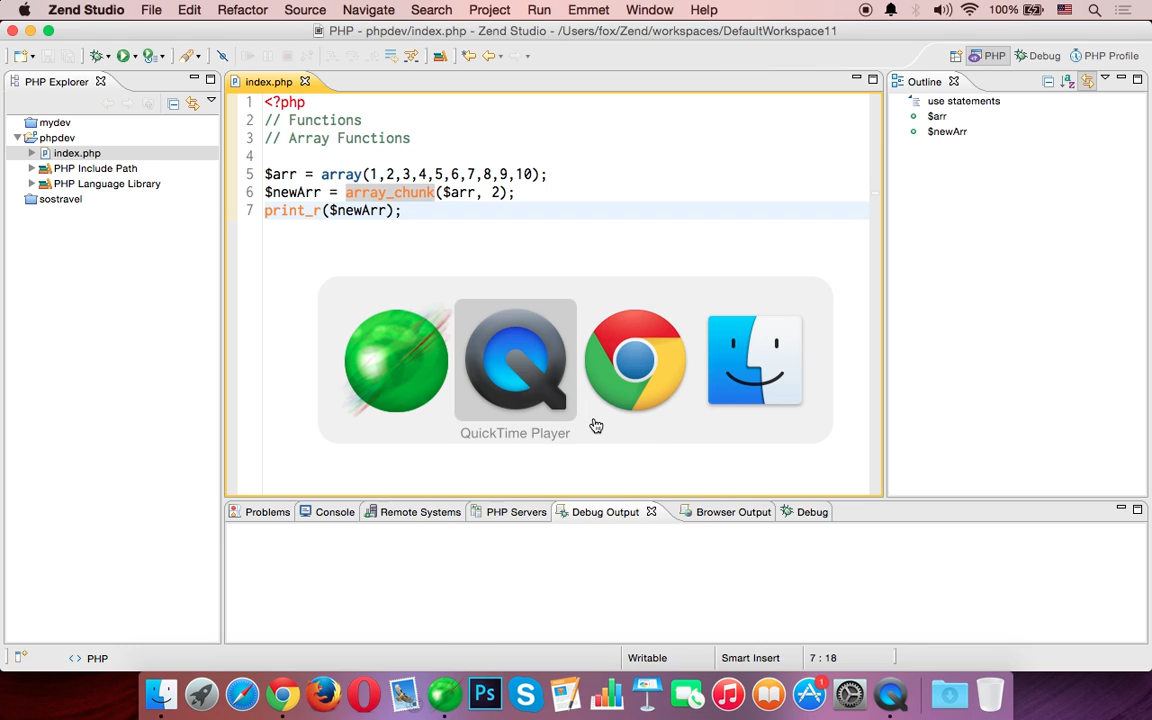 Zend Studio File Edit Refactor Source Navigate Search Project Run Emmet Window Help 100%
PHP - phpdev/index.php - Zend Studio - /Users/fox/Zend/workspaces/DefaultWorkspace11
PHP Debug PHP Profile
PHP Explorer
mydev
phpdev
index.php
PHP Include Path
PHP Language Library
sostravel
index.php
1 <?php
2 // Functions
3 // Array Functions
4
5 $arr = array(1,2,3,4,5,6,7,8,9,10);
6 $newArr = array_chunk($arr, 2);
7 print_r($newArr);
Outline
use statements
$arr
$newArr
QuickTime Player
Problems Console Remote Systems PHP Servers Debug Output Browser Output Debug
<> PHP Writable Smart Insert 7 : 18
Ps
1